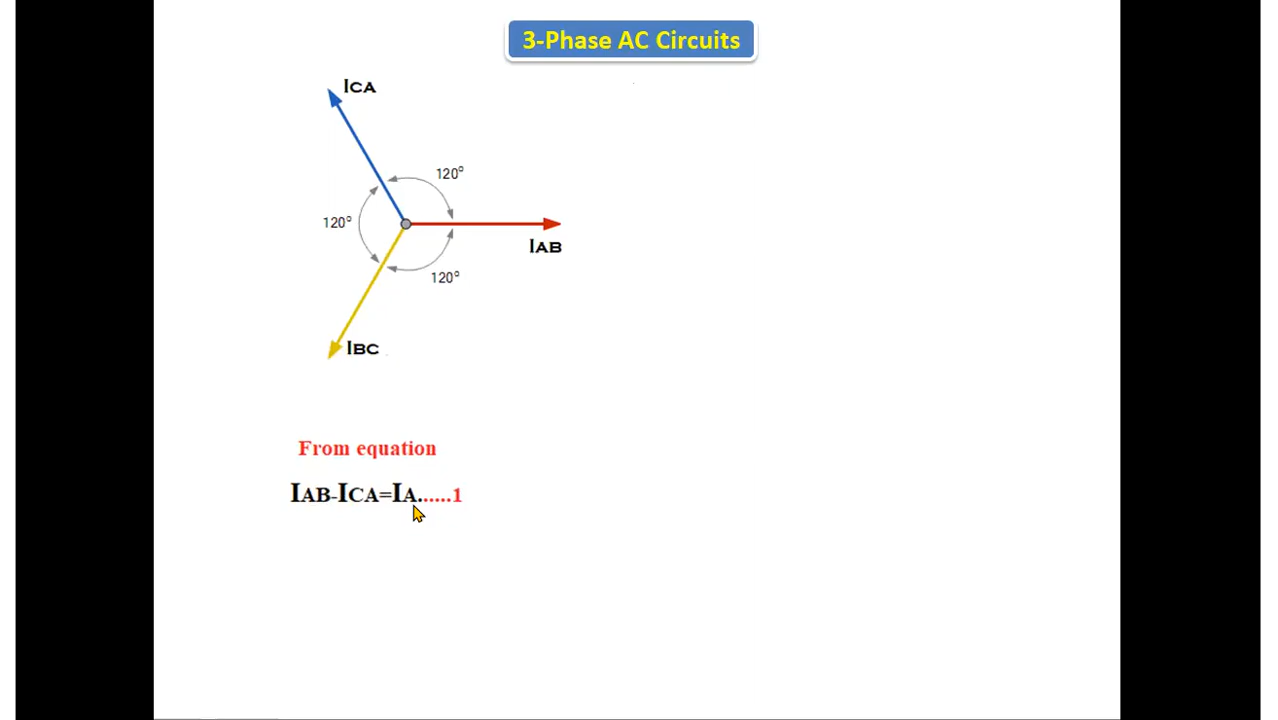 3-Phase AC Circuits
ICA
120°
120°
IAB
120°
IBC
From equation
IAB-ICA=IA......1